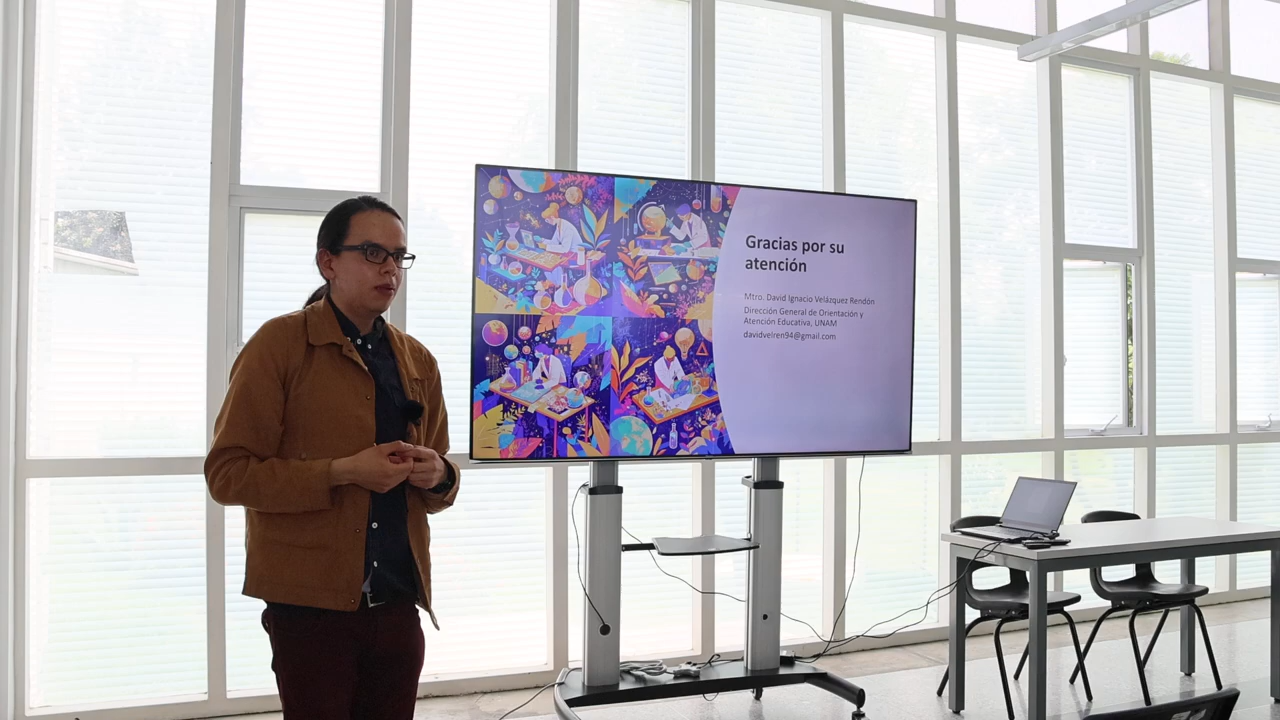 Gracias por su
atención
Mtro. David Ignacio Velázquez Rendón
Dirección General de Orientación y
Atención Educativa, UNAM
davidvelren94@gmail.com